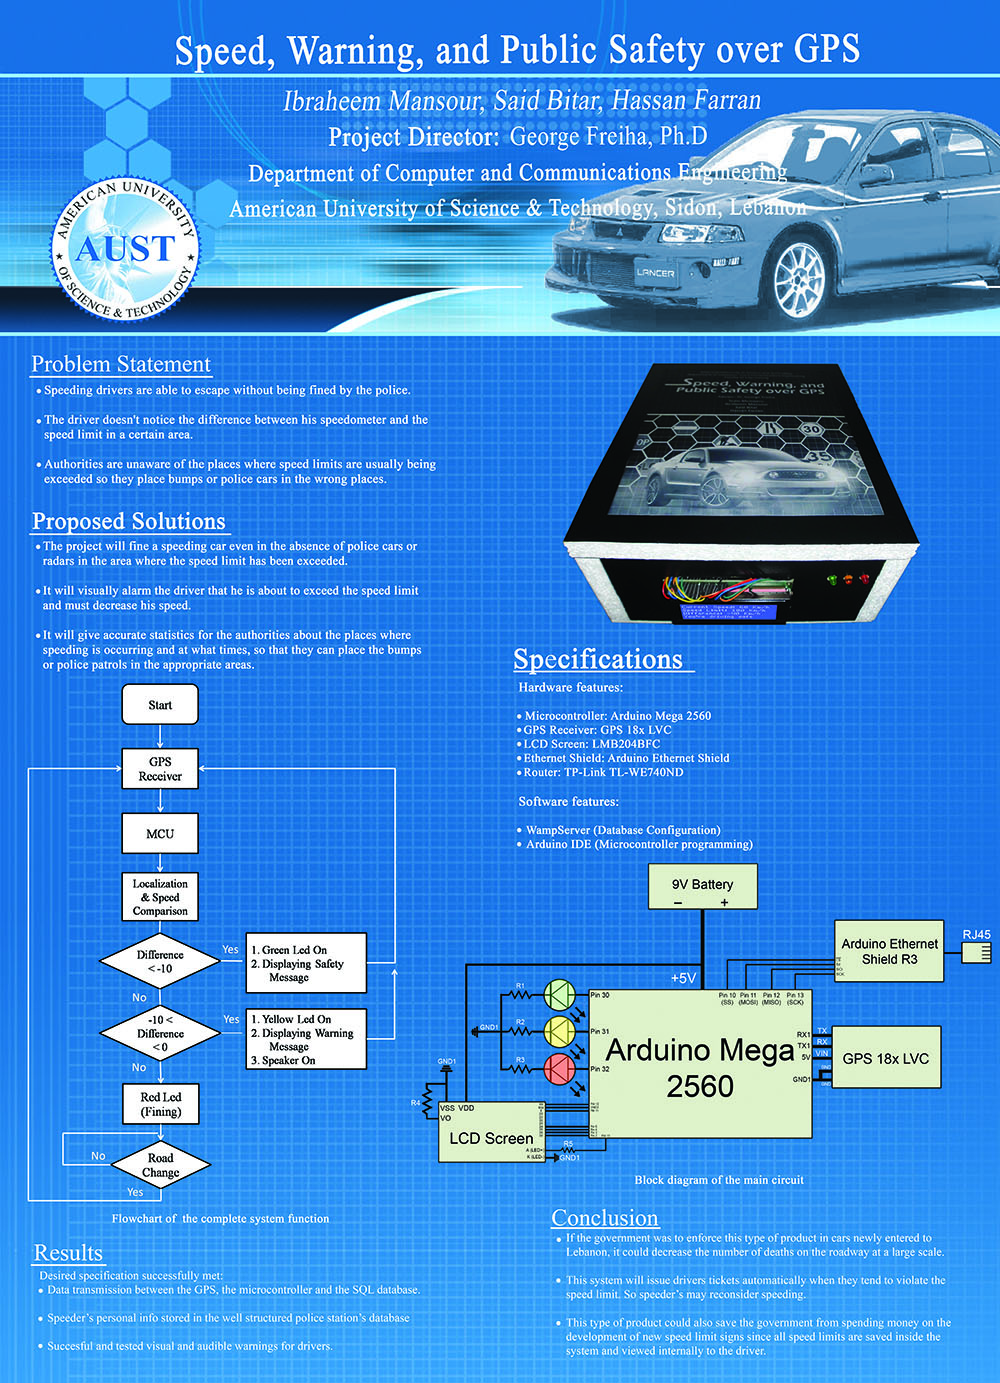 Speed, Warning, and Public Safety over GPS
Ibraheem Mansour, Said Bitar, Hassan Farran
Project Director: George Freiha, Ph.D
Department of Computer and Communications Engineering
American University of Science & Technology, Sidon, Lebanon
AMERICAN UNIVERSITY
AUST
OF SCIENCE & TECHNOLOGY
LANCER
RALLI ART
Problem Statement
• Speeding drivers are able to escape without being fined by the police.
• The driver doesn't notice the difference between his speedometer and the
speed limit in a certain area.
• Authorities are unaware of the places where speed limits are usually being
exceeded so they place bumps or police cars in the wrong places.
Proposed Solutions
• The project will fine a speeding car even in the absence of police cars or
radars in the area where the speed limit has been exceeded.
• It will visually alarm the driver that he is about to exceed the speed limit
and must decrease his speed.
• It will give accurate statistics for the authorities about the places where
speeding is occurring and at what times, so that they can place the bumps
or police patrols in the appropriate areas.
Start
GPS
Receiver
MCU
Localization
& Speed
Comparison
Difference
< -10
Yes
1. Green Led On
2. Displaying Safety
Message
No
-10 <
Difference
< 0
Yes
1. Yellow Led On
2. Displaying Warning
Message
3. Speaker On
No
Red Led
(Fining)
No
Road
Change
Yes
Flowchart of the complete system function
Results
Desired specification successfully met:
• Data transmission between the GPS, the microcontroller and the SQL database.
• Speeder's personal info stored in the well structured police station's database
• Succesful and tested visual and audible warnings for drivers.
Speed, Warning, and
Public Safety over GPS
30
35
Specifications
Hardware features:
• Microcontroller: Arduino Mega 2560
• GPS Receiver: GPS 18x LVC
• LCD Screen: LMB204BFC
• Ethernet Shield: Arduino Ethernet Shield
• Router: TP-Link TL-WE740ND
Software features:
• WampServer (Database Configuration)
• Arduino IDE (Microcontroller programming)
9V Battery
− +
+5V
Arduino Ethernet
Shield R3
RJ45
Pin 10 Pin 11 Pin 12 Pin 13
(SS) (MOSI) (MISO) (SCK)
R1
Pin 30
GND1
R2
Pin 31
R3
Pin 32
Arduino Mega
2560
RX1
TX1
5V
GND1
TX
RX
VIN
GPS 18x LVC
GND1
R4
VSS VDD
VO
LCD Screen
A (LED+)
K (LED-)
R5
GND1
Block diagram of the main circuit
Conclusion
• If the government was to enforce this type of product in cars newly entered to
Lebanon, it could decrease the number of deaths on the roadway at a large scale.
• This system will issue drivers tickets automatically when they tend to violate the
speed limit. So speeder's may reconsider speeding.
• This type of product could also save the government from spending money on the
development of new speed limit signs since all speed limits are saved inside the
system and viewed internally to the driver.